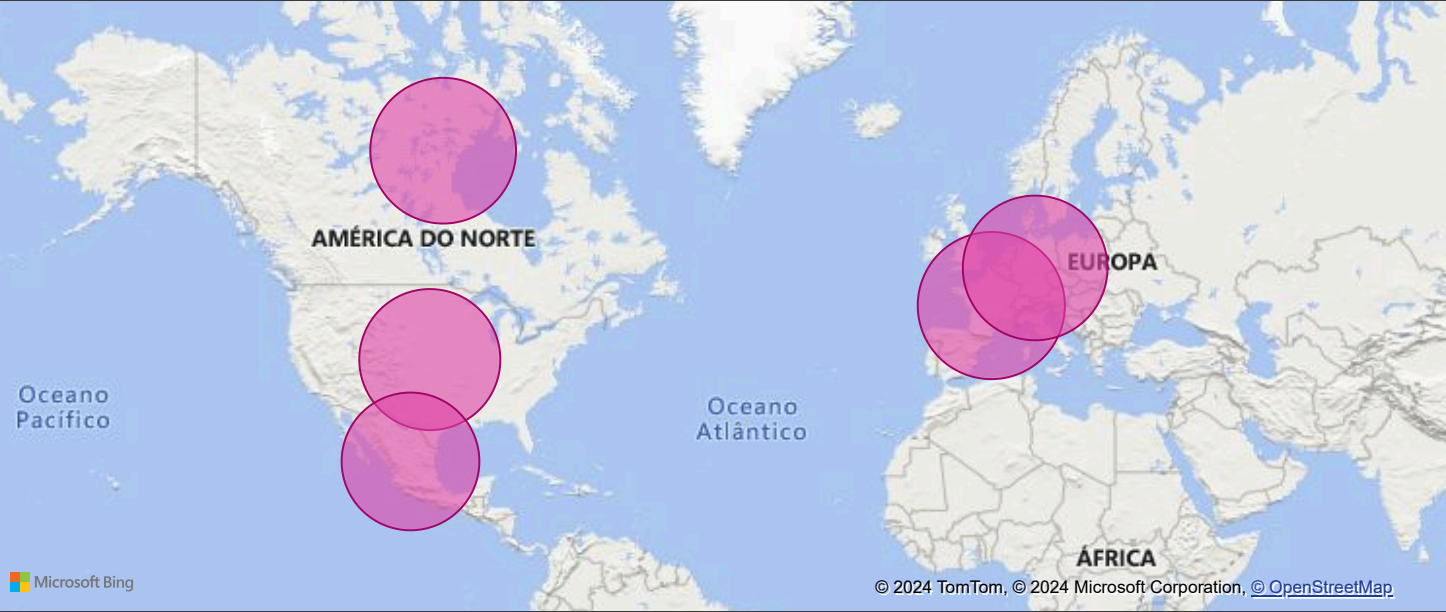 AMÉRICA DO NORTE
EUROPA
Oceano
Pacífico
Oceano
Atlântico
ÁFRICA
Microsoft Bing
© 2024 TomTom, © 2024 Microsoft Corporation, © OpenStreetMap